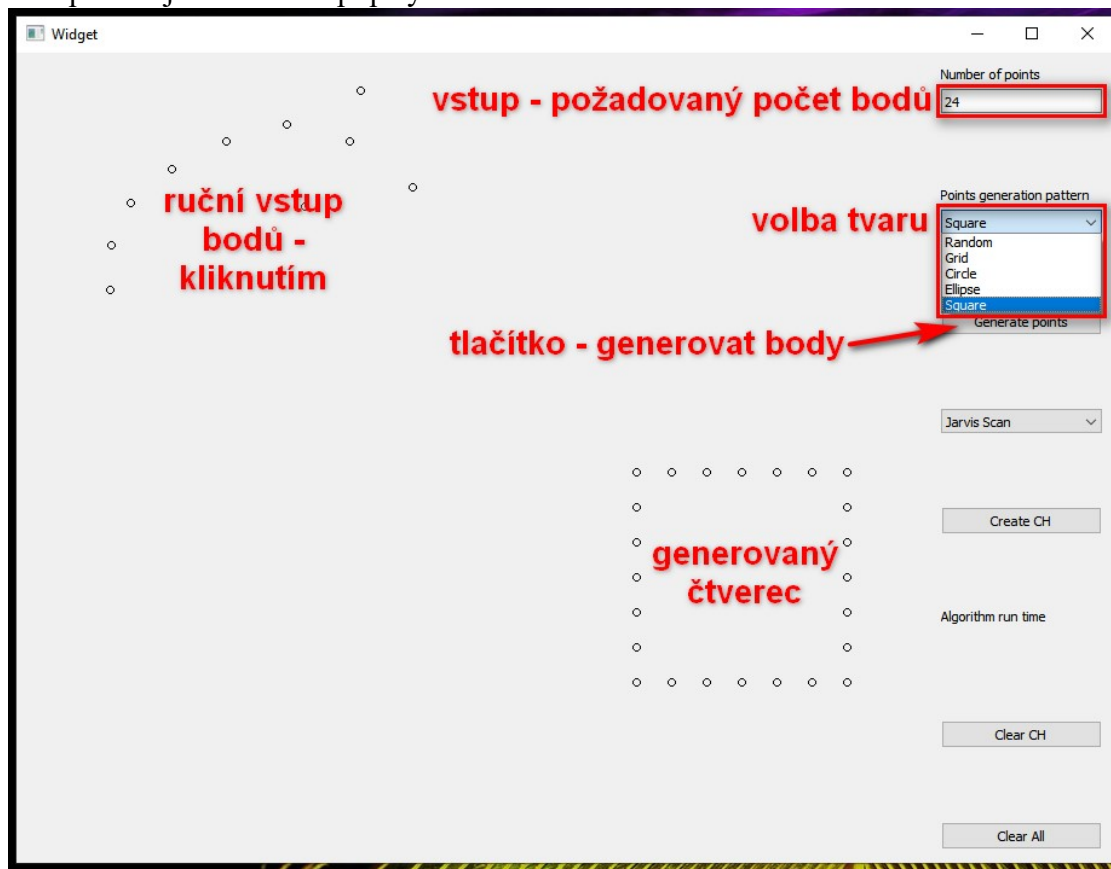 Widget
Number of points
vstup - požadovaný počet bodů
24
Points generation pattern
ruční vstup
bodů -
kliknutím
volba tvaru
Square
Random
Grid
Circle
Ellipse
Square
Generate points
tlačítko - generovat body
Jarvis Scan
Create CH
generovaný
čtverec
Algorithm run time
Clear CH
Clear All